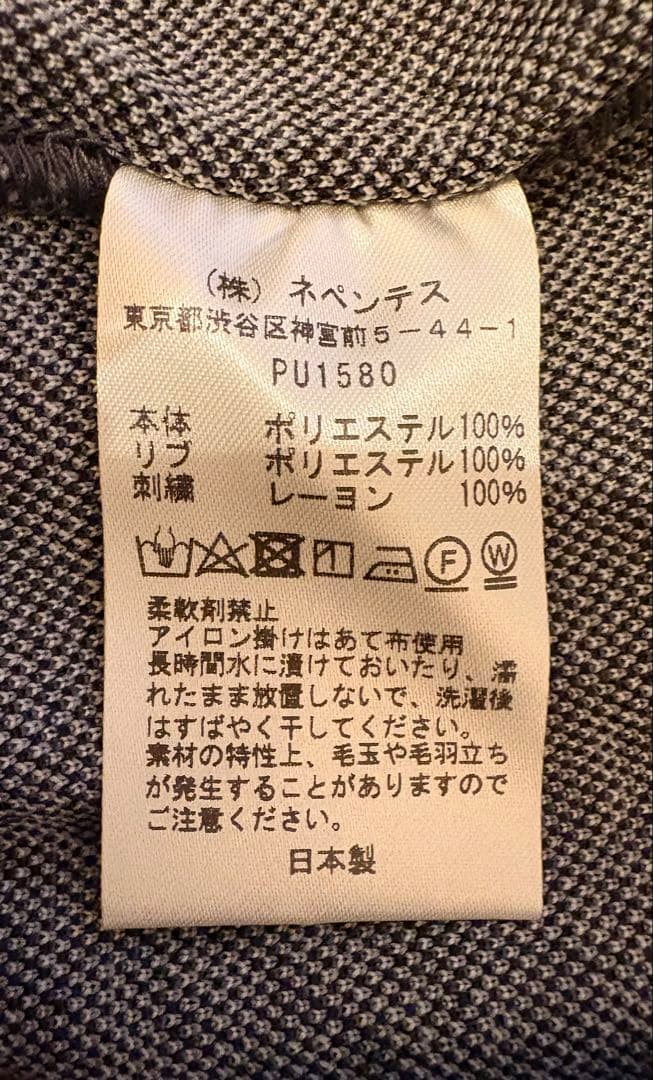 (株) ネペンテス
東京都渋谷区神宮前5-44-1
PU1580
本体 ポリエステル100%
リブ ポリエステル100%
刺繍 レーヨン 100%
F W
柔軟剤禁止
アイロン掛けはあて布使用
長時間水に漬けておいたり、濡
れたまま放置しないで、洗濯後
はすばやく干してください。
素材の特性上、毛玉や毛羽立ち
が発生することがありますので
ご注意ください。
日本製